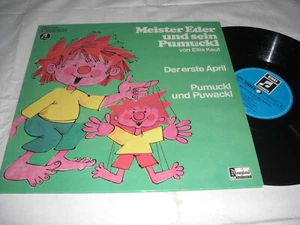 Meister Eder
und sein
Pumuckl
von Ellis Kaut
Der erste April
Pumuckl
und Puwackl